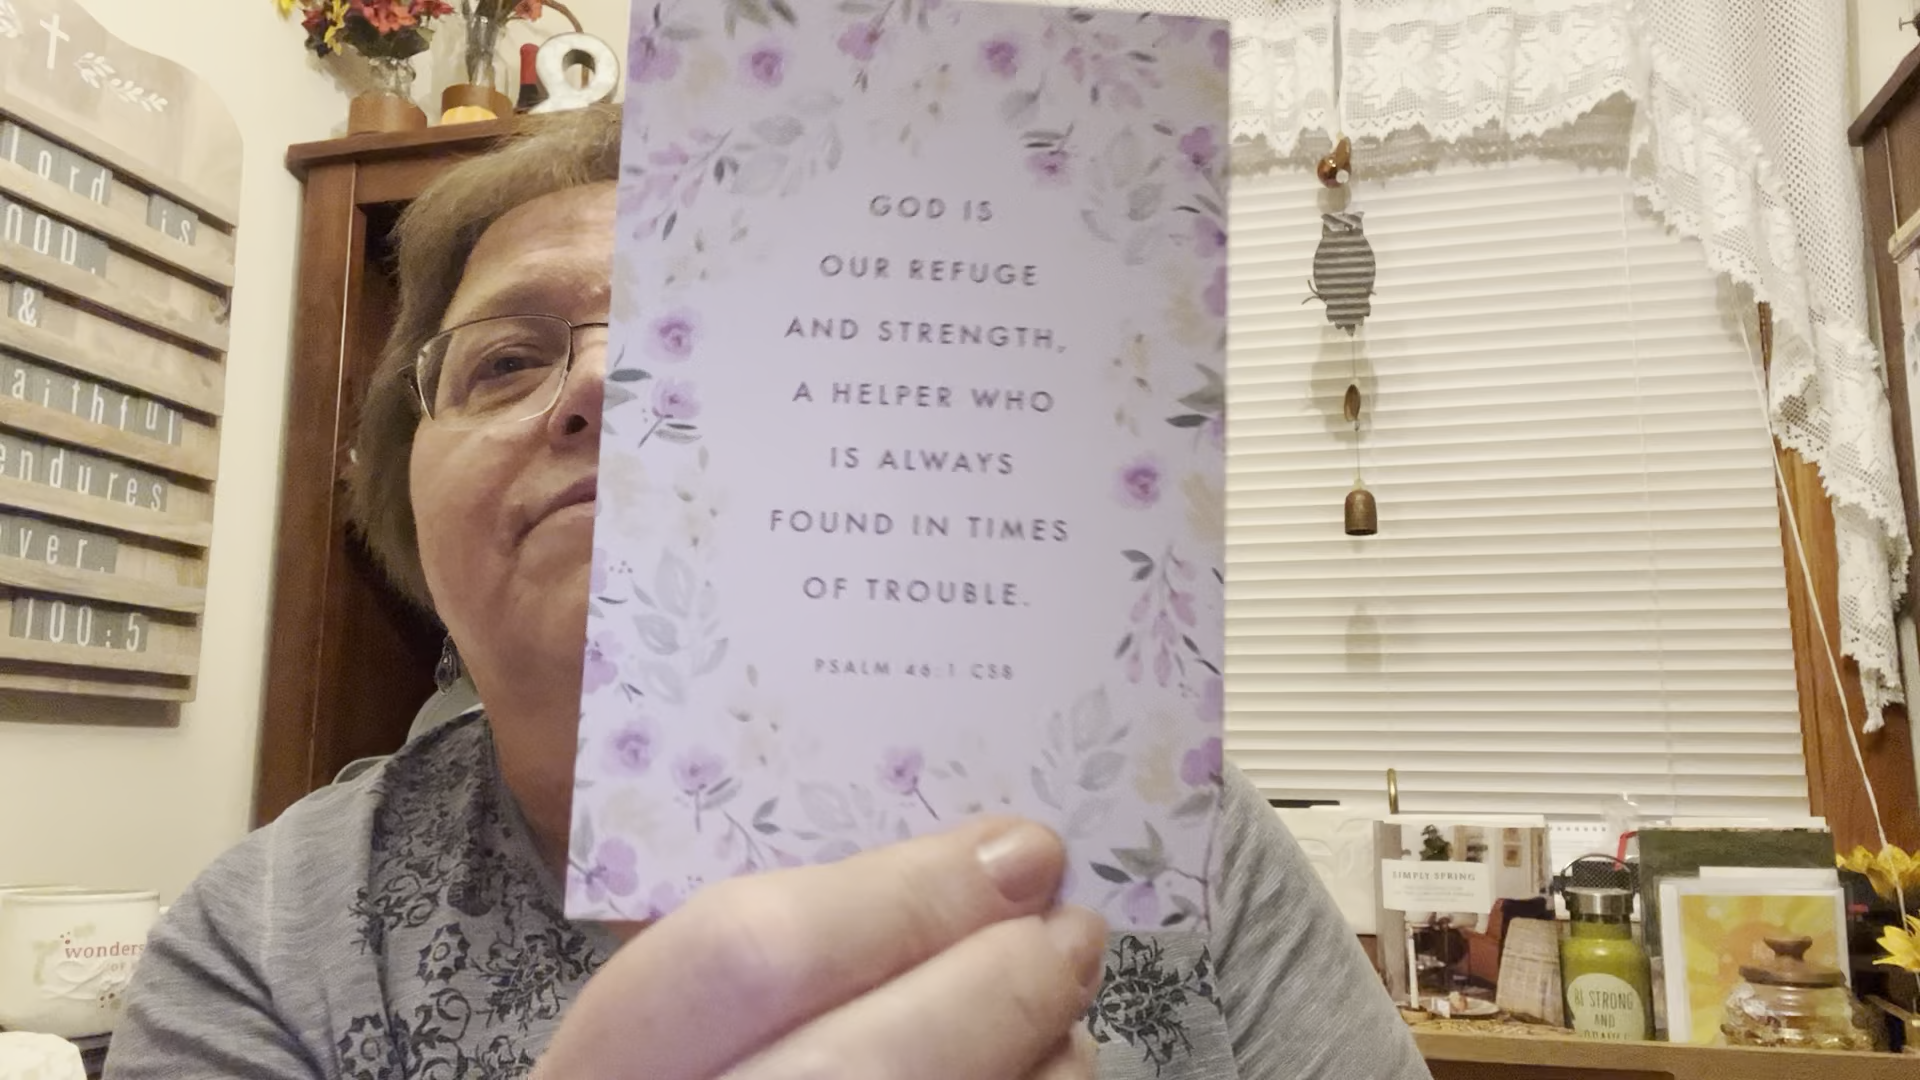 lord is
OOD.
&
aithful
endures
ver.
100:5
GOD IS
OUR REFUGE
AND STRENGTH,
A HELPER WHO
IS ALWAYS
FOUND IN TIMES
OF TROUBLE.
PSALM 46:1 CSB
wonders
SIMPLY SPRING
BE STRONG
AND